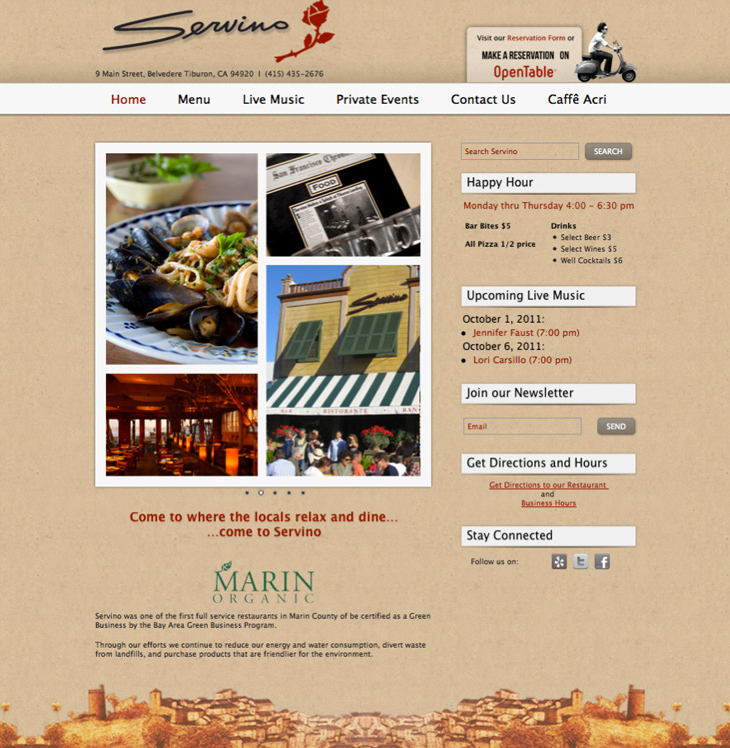 Servino
9 Main Street, Belvedere Tiburon, CA 94920 I (415) 435-2676
Visit our Reservation Form or
MAKE A RESERVATION ON
OpenTable
Home Menu Live Music Private Events Contact Us Caffê Acri
San Francisco Chron
FOOD
Servino
RISTORANTE
Come to where the locals relax and dine...
...come to Servino
MARIN
ORGANIC
Servino was one of the first full service restaurants in Marin County of be certified as a Green
Business by the Bay Area Green Business Program.
Through our efforts we continue to reduce our energy and water consumption, divert waste
from landfills, and purchase products that are friendlier for the environment.
Search Servino SEARCH
Happy Hour
Monday thru Thursday 4:00 - 6:30 pm
Bar Bites $5
All Pizza 1/2 price
Drinks
Select Beer $3
Select Wines $5
Well Cocktails $6
Upcoming Live Music
October 1, 2011:
Jennifer Faust (7:00 pm)
October 6, 2011:
Lori Carsillo (7:00 pm)
Join our Newsletter
Email SEND
Get Directions and Hours
Get Directions to our Restaurant
and
Business Hours
Stay Connected
Follow us on: